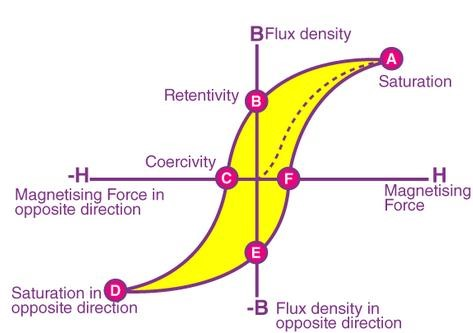 B Flux density
A
Saturation
Retentivity
B
Coercivity
-H
C
F
H
Magnetising Force in
opposite direction
Magnetising
Force
E
D
Saturation in
opposite direction
-B Flux density in
opposite direction